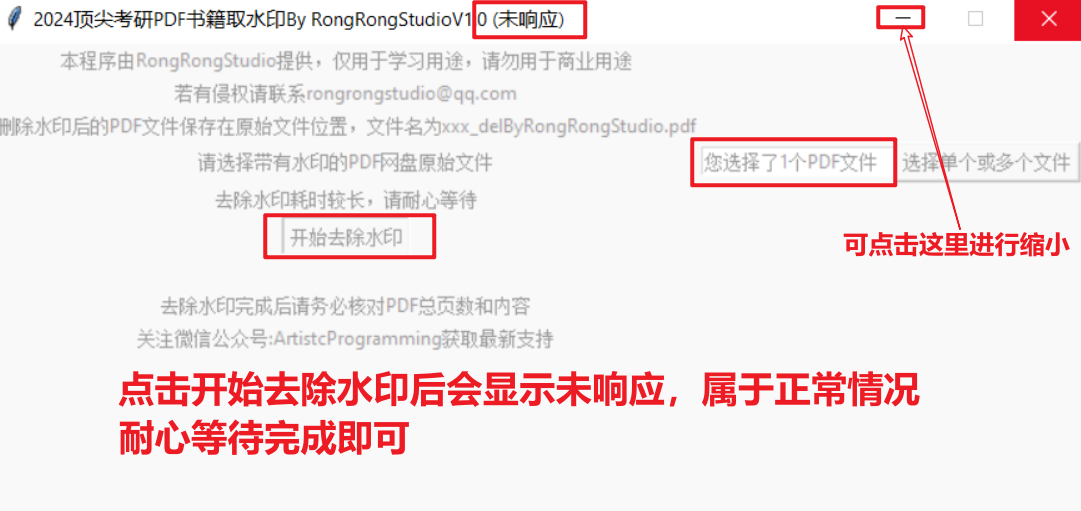 2024顶尖考研PDF书籍取水印By RongRongStudioV1.0 (未响应)
本程序由RongRongStudio提供，仅用于学习用途，请勿用于商业用途
若有侵权请联系rongrongstudio@qq.com
删除水印后的PDF文件保存在原始文件位置，文件名为xxx_delByRongRongStudio.pdf
请选择带有水印的PDF网盘原始文件 您选择了1个PDF文件 选择单个或多个文件
去除水印耗时较长，请耐心等待
开始去除水印
可点击这里进行缩小
去除水印完成后请务必核对PDF总页数和内容
关注微信公众号:ArtistcProgramming获取最新支持
点击开始去除水印后会显示未响应，属于正常情况
耐心等待完成即可